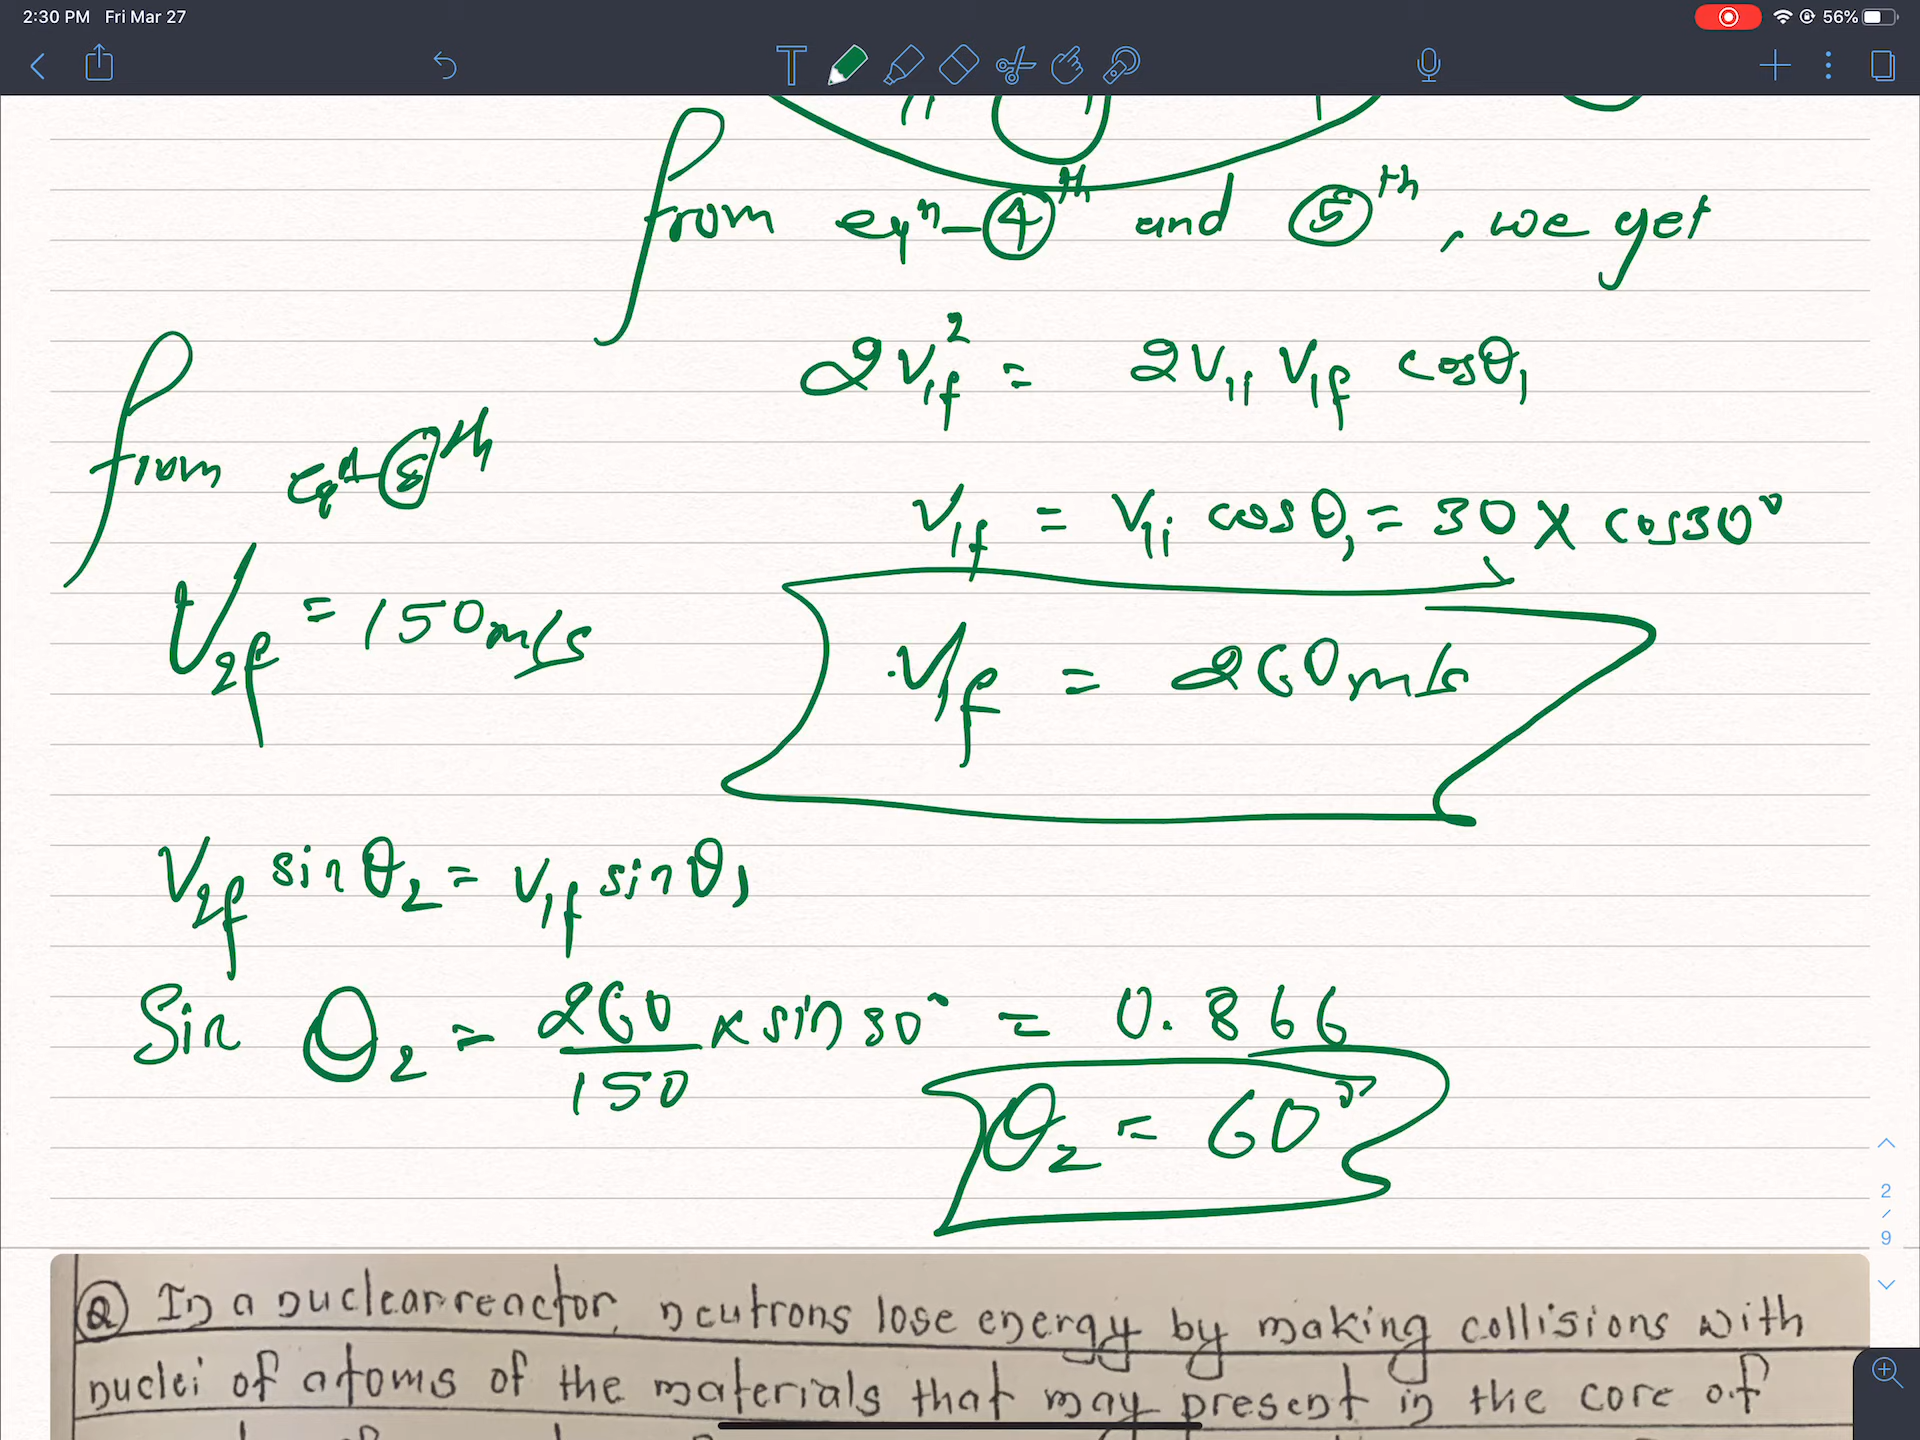 2:30 PM Fri Mar 27
56%
from eqⁿ-④ᵗʰ and ⑤ᵗʰ, we get
2V₁f² = 2V₁ᵢ V₁f cosθ₁
from eqⁿ-⑤ᵗʰ
V₁f = V₁ᵢ cosθ₁ = 30 × cos30°
V₂f = 150 m/s
V₁f = 260 m/s
V₂f sinθ₂ = V₁f sinθ₁
Sin θ₂ = 260/150 × sin30° = 0.866
θ₂ = 60°
2/9
Q In a nuclear reactor, neutrons lose energy by making collisions with
nuclei of atoms of the materials that may present in the core of